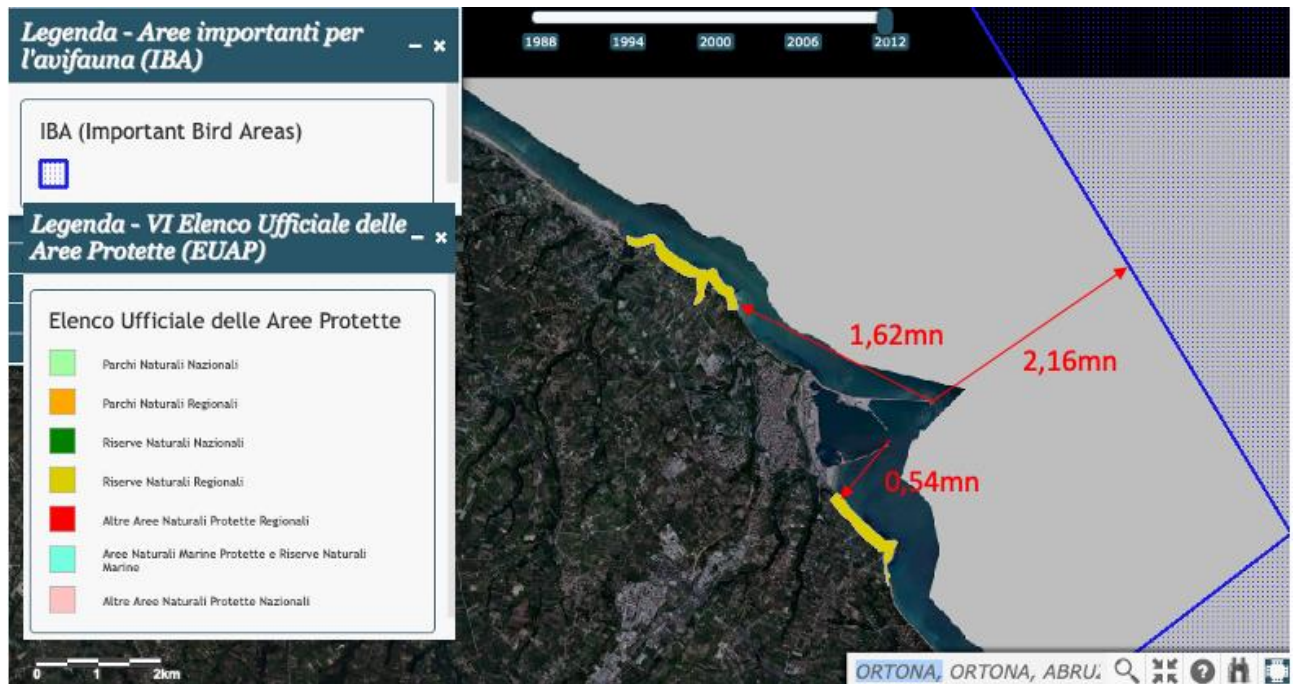 Legenda - Aree importanti per
l'avifauna (IBA)
IBA (Important Bird Areas)
Legenda - VI Elenco Ufficiale delle
Aree Protette (EUAP)
Elenco Ufficiale delle Aree Protette
Parchi Naturali Nazionali
Parchi Naturali Regionali
Riserve Naturali Nazionali
Riserve Naturali Regionali
Altre Aree Naturali Protette Regionali
Aree Naturali Marine Protette e Riserve Naturali
Marine
Altre Aree Naturali Protette Nazionali
1988 1994 2000 2006 2012
1,62mn
2,16mn
0,54mn
0 1 2km
ORTONA, ORTONA, ABRU